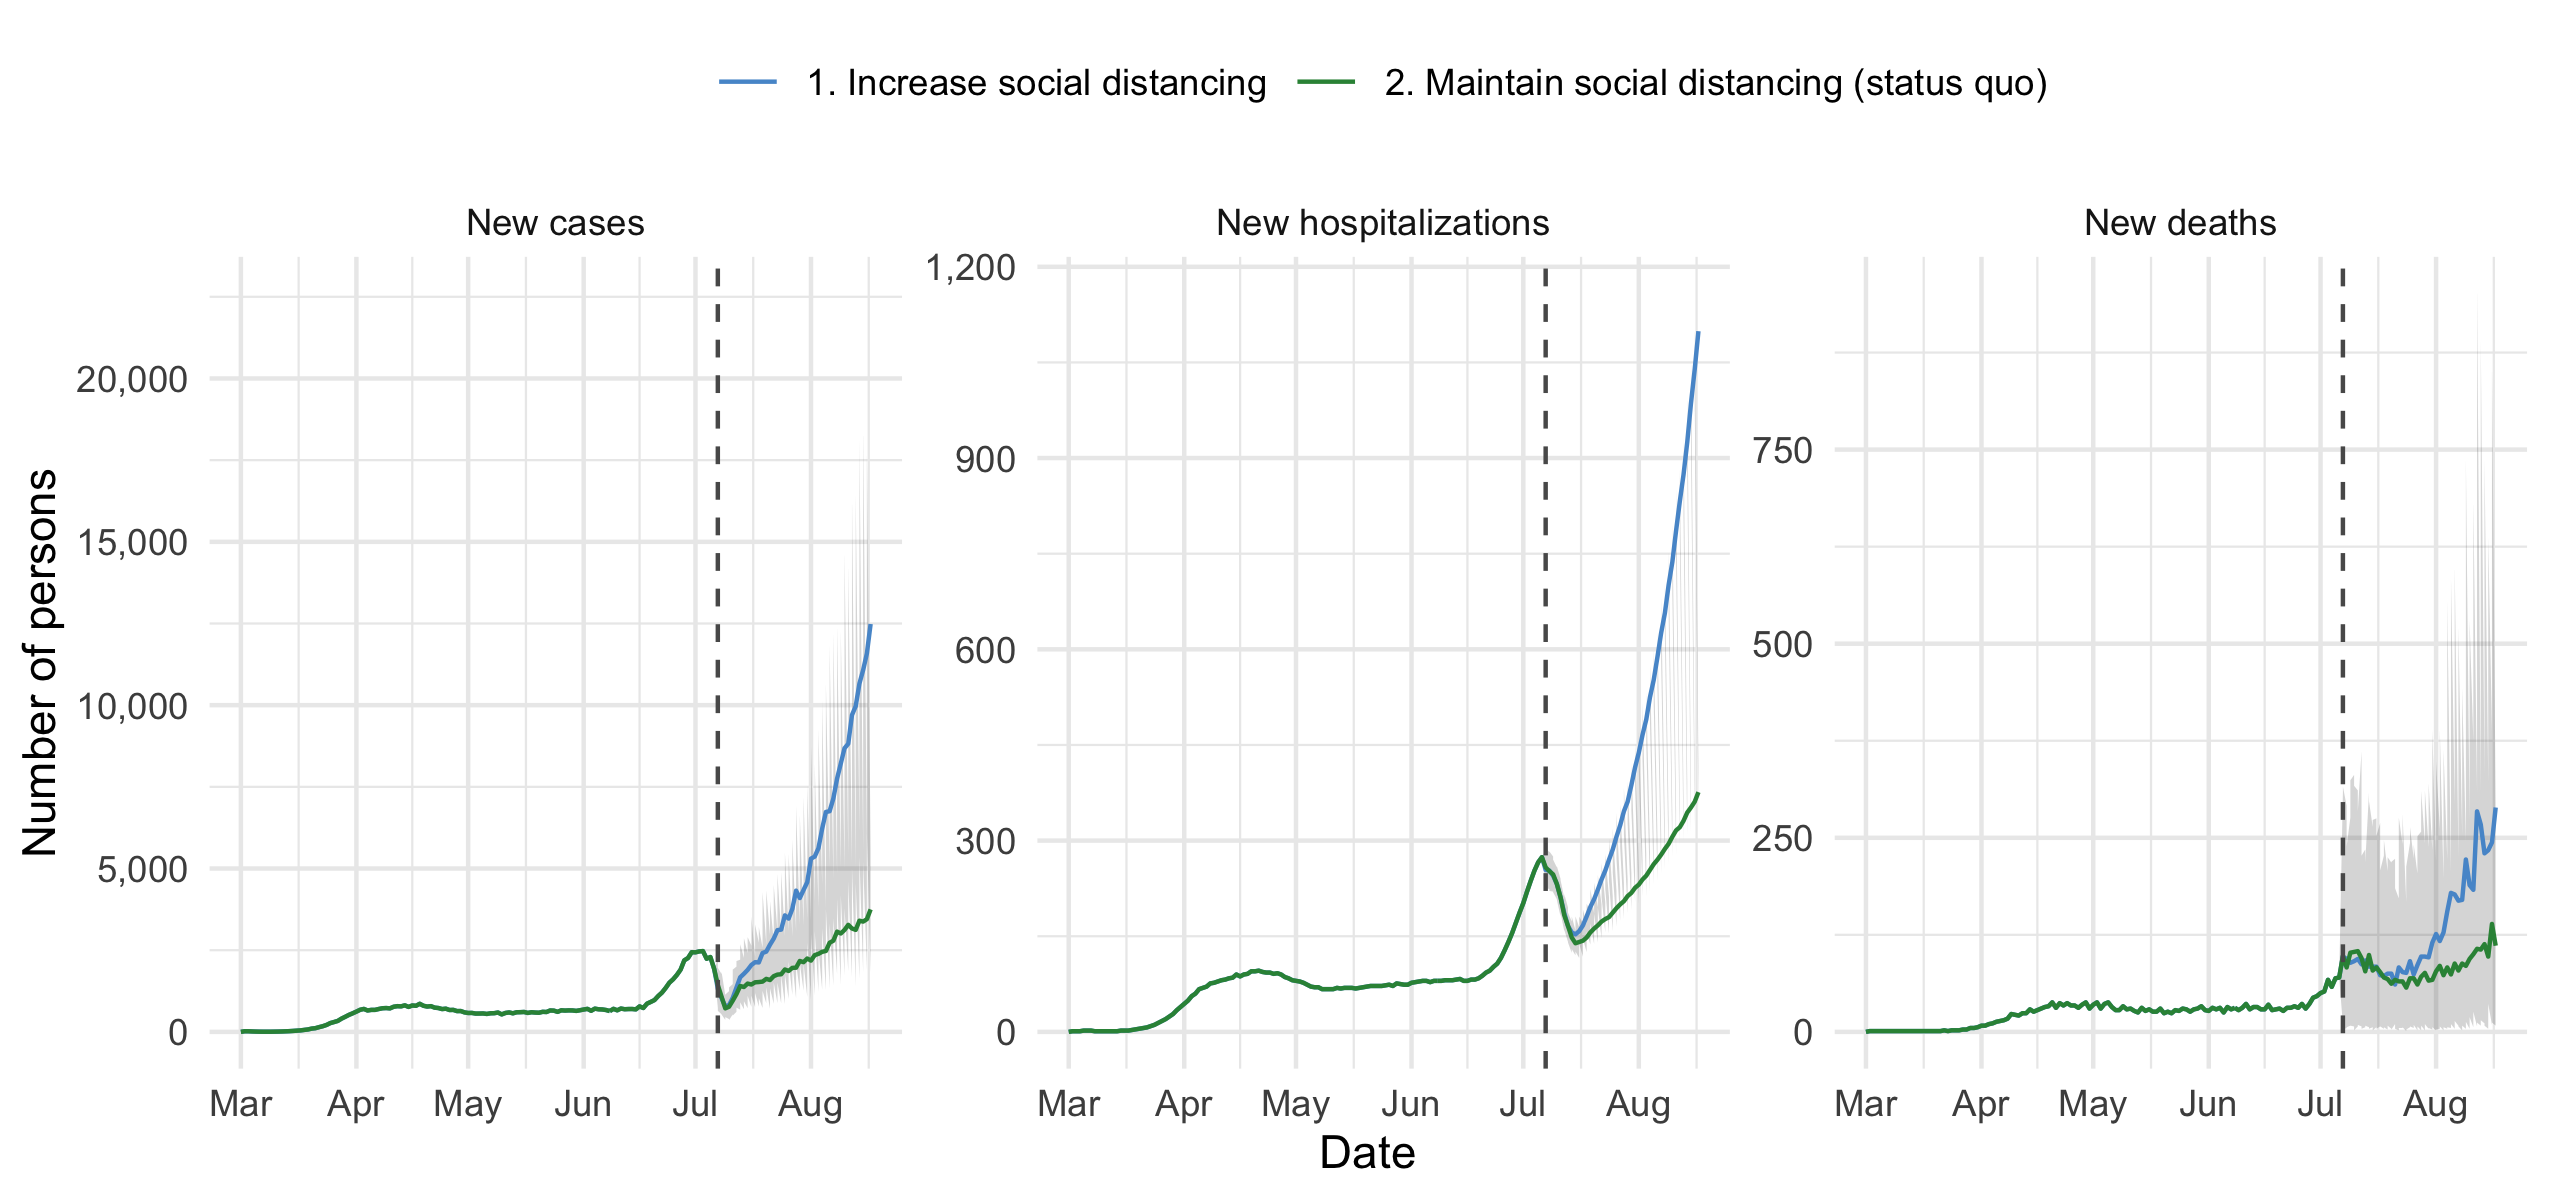 1. Increase social distancing 2. Maintain social distancing (status quo)
New cases New hospitalizations New deaths
Number of persons
20,000
15,000
10,000
5,000
0
1,200
900
600
300
0
750
500
250
0
Mar Apr May Jun Jul Aug Mar Apr May Jun Jul Aug Mar Apr May Jun Jul Aug
Date